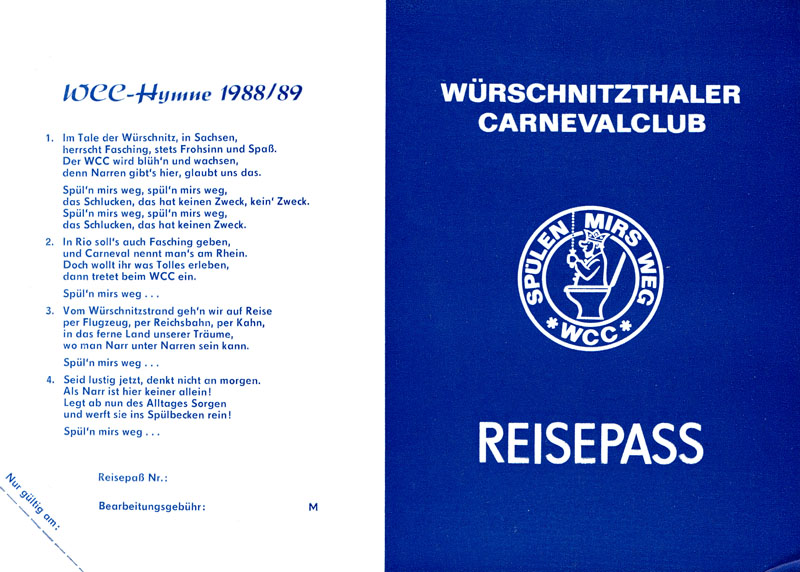 WCC-Hymne 1988/89
1. Im Tale der Würschnitz, in Sachsen,
herrscht Fasching, stets Frohsinn und Spaß.
Der WCC wird blüh'n und wachsen,
denn Narren gibt's hier, glaubt uns das.
Spül'n mirs weg, spül'n mirs weg,
das Schlucken, das hat keinen Zweck, kein' Zweck.
Spül'n mirs weg, spül'n mirs weg,
das Schlucken, das hat keinen Zweck.
2. In Rio soll's auch Fasching geben,
und Carneval nennt man's am Rhein.
Doch wollt ihr was Tolles erleben,
dann tretet beim WCC ein.
Spül'n mirs weg ...
3. Vom Würschnitzstrand geh'n wir auf Reise
per Flugzeug, per Reichsbahn, per Kahn,
in das ferne Land unserer Träume,
wo man Narr unter Narren sein kann.
Spül'n mirs weg ...
4. Seid lustig jetzt, denkt nicht an morgen.
Als Narr ist hier keiner allein!
Legt ab nun des Alltages Sorgen
und werft sie ins Spülbecken rein!
Spül'n mirs weg ...
Reisepaß Nr.:
Bearbeitungsgebühr: M
Nur gültig am:
WÜRSCHNITZTHALER
CARNEVALCLUB
SPÜLEN MIRS WEG
* WCC *
REISEPASS